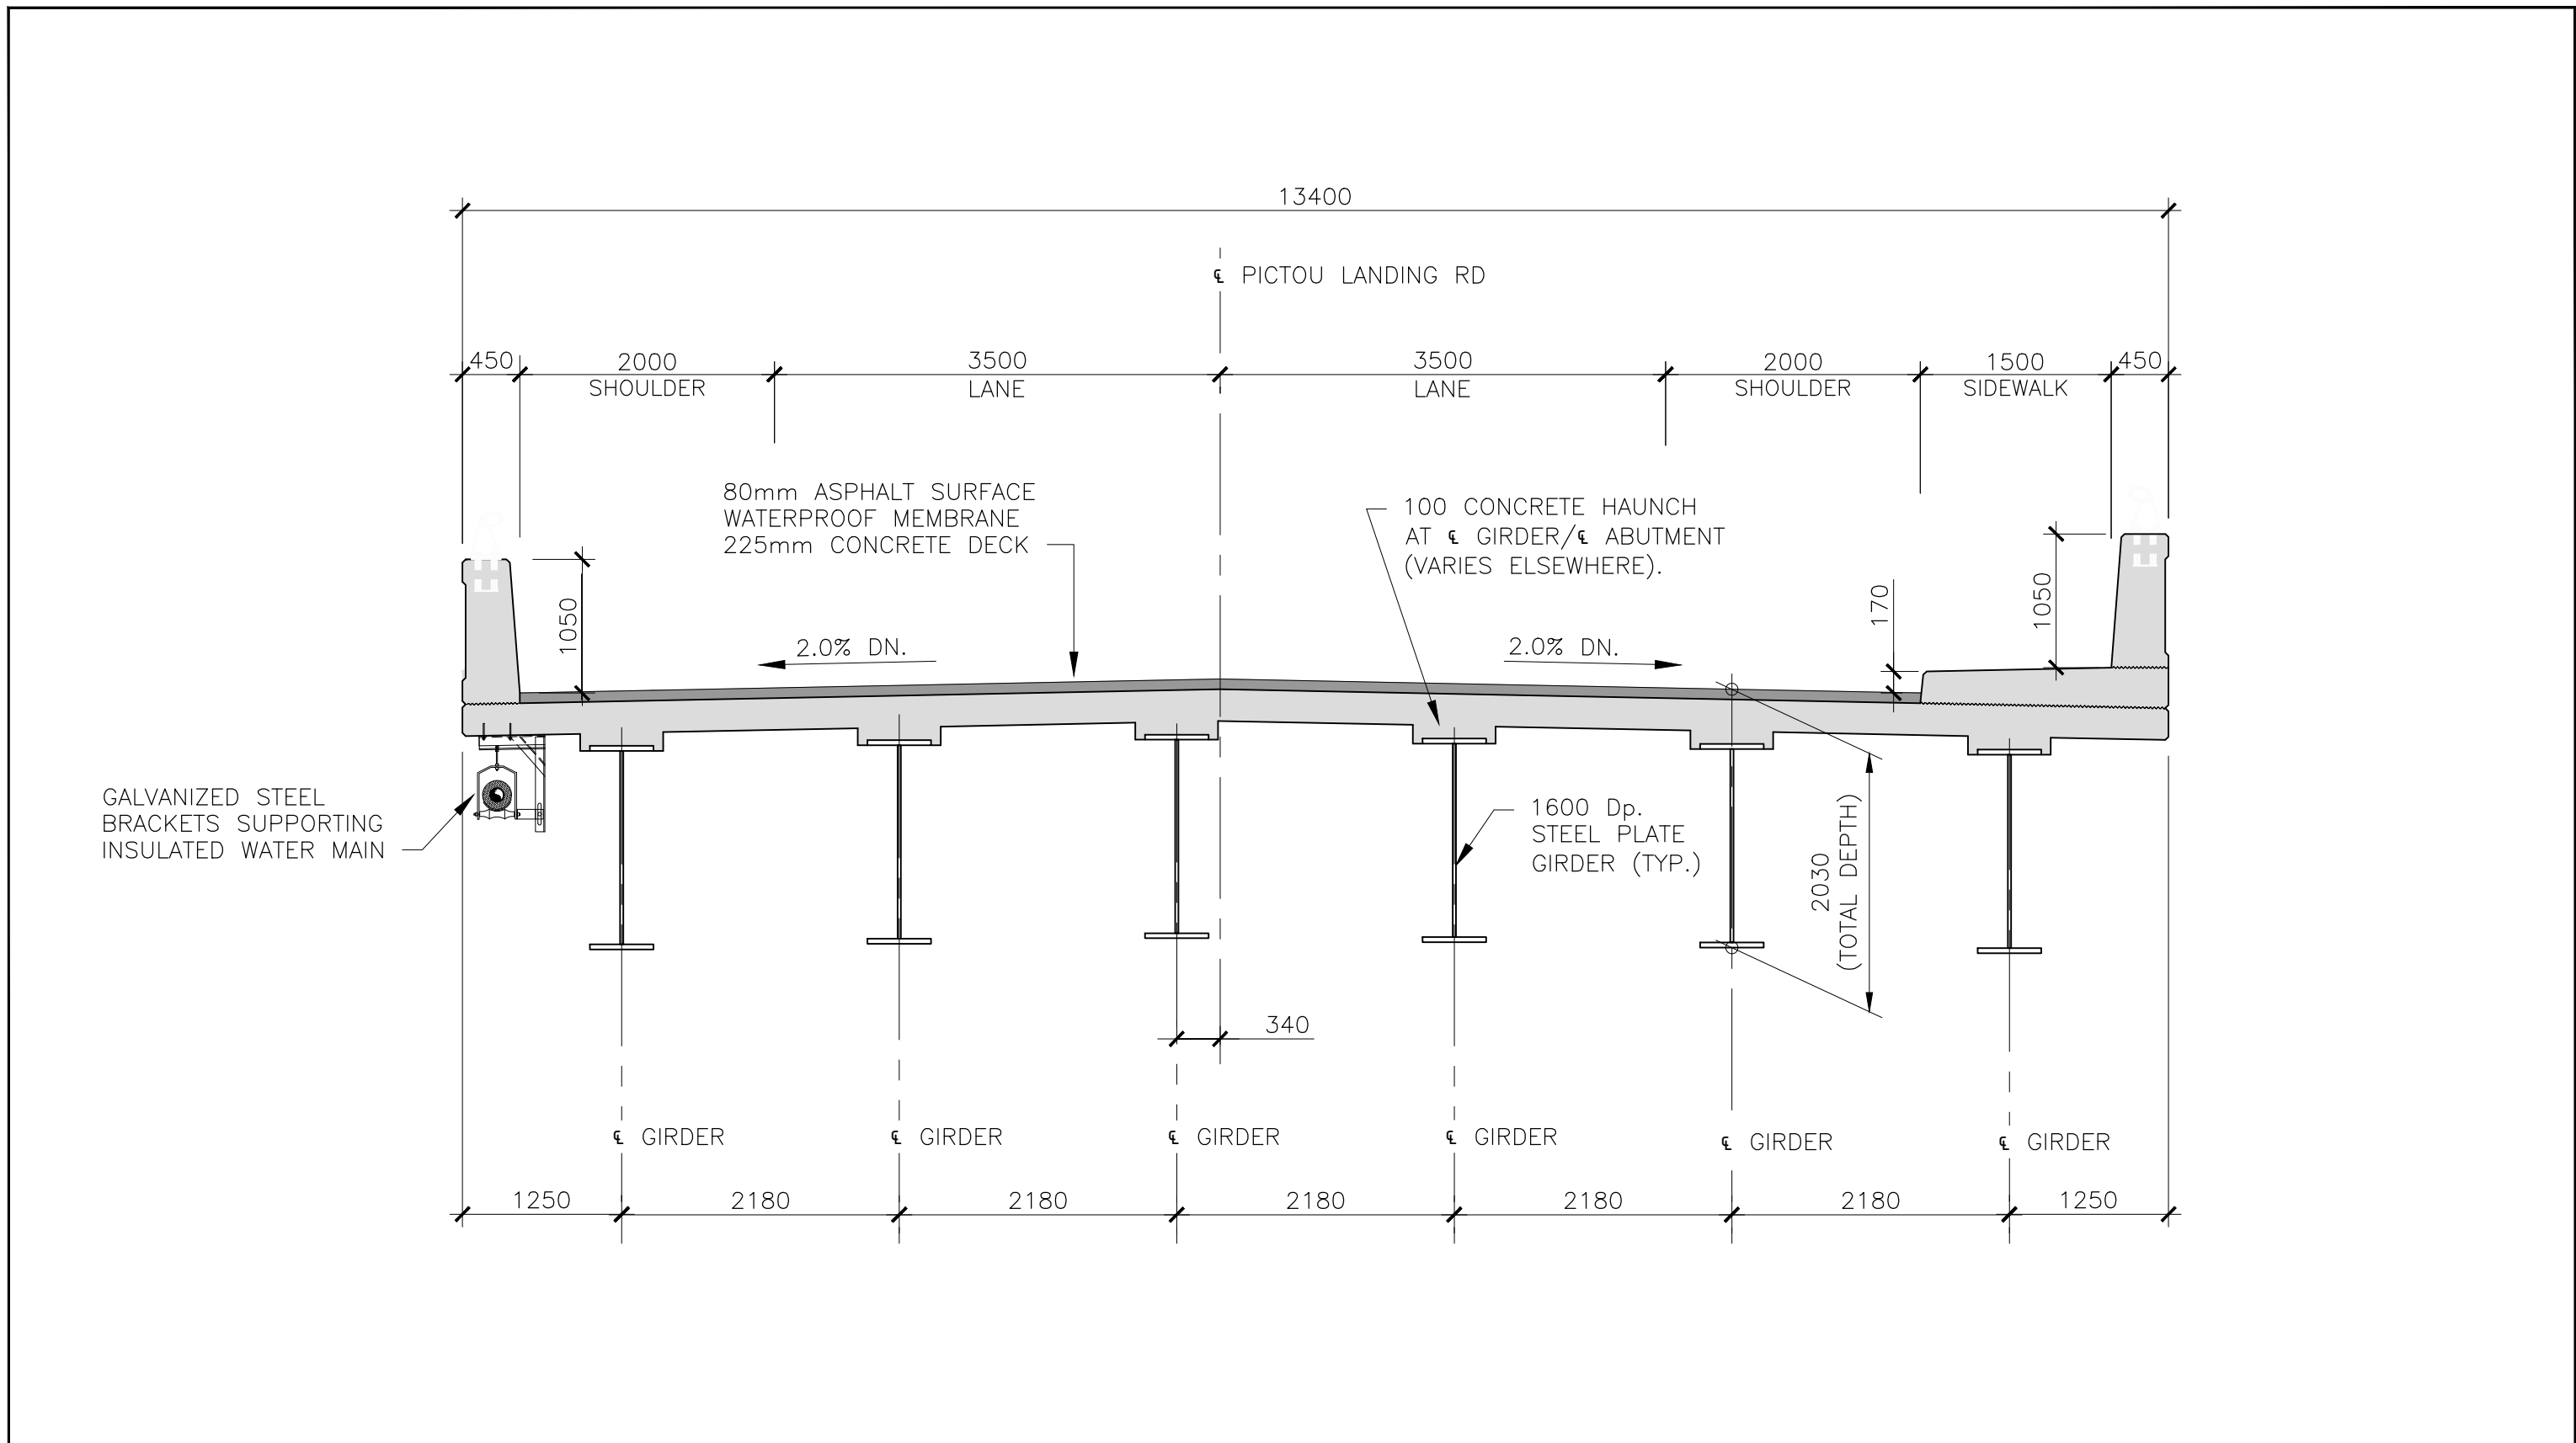 13400
℄ PICTOU LANDING RD
450
2000
SHOULDER
3500
LANE
3500
LANE
2000
SHOULDER
1500
SIDEWALK
450
80mm ASPHALT SURFACE
WATERPROOF MEMBRANE
225mm CONCRETE DECK
100 CONCRETE HAUNCH
AT ℄ GIRDER/℄ ABUTMENT
(VARIES ELSEWHERE).
1050
2.0% DN.
2.0% DN.
170
1050
GALVANIZED STEEL
BRACKETS SUPPORTING
INSULATED WATER MAIN
1600 Dp.
STEEL PLATE
GIRDER (TYP.)
2030
(TOTAL DEPTH)
340
℄ GIRDER
℄ GIRDER
℄ GIRDER
℄ GIRDER
℄ GIRDER
℄ GIRDER
1250
2180
2180
2180
2180
2180
1250